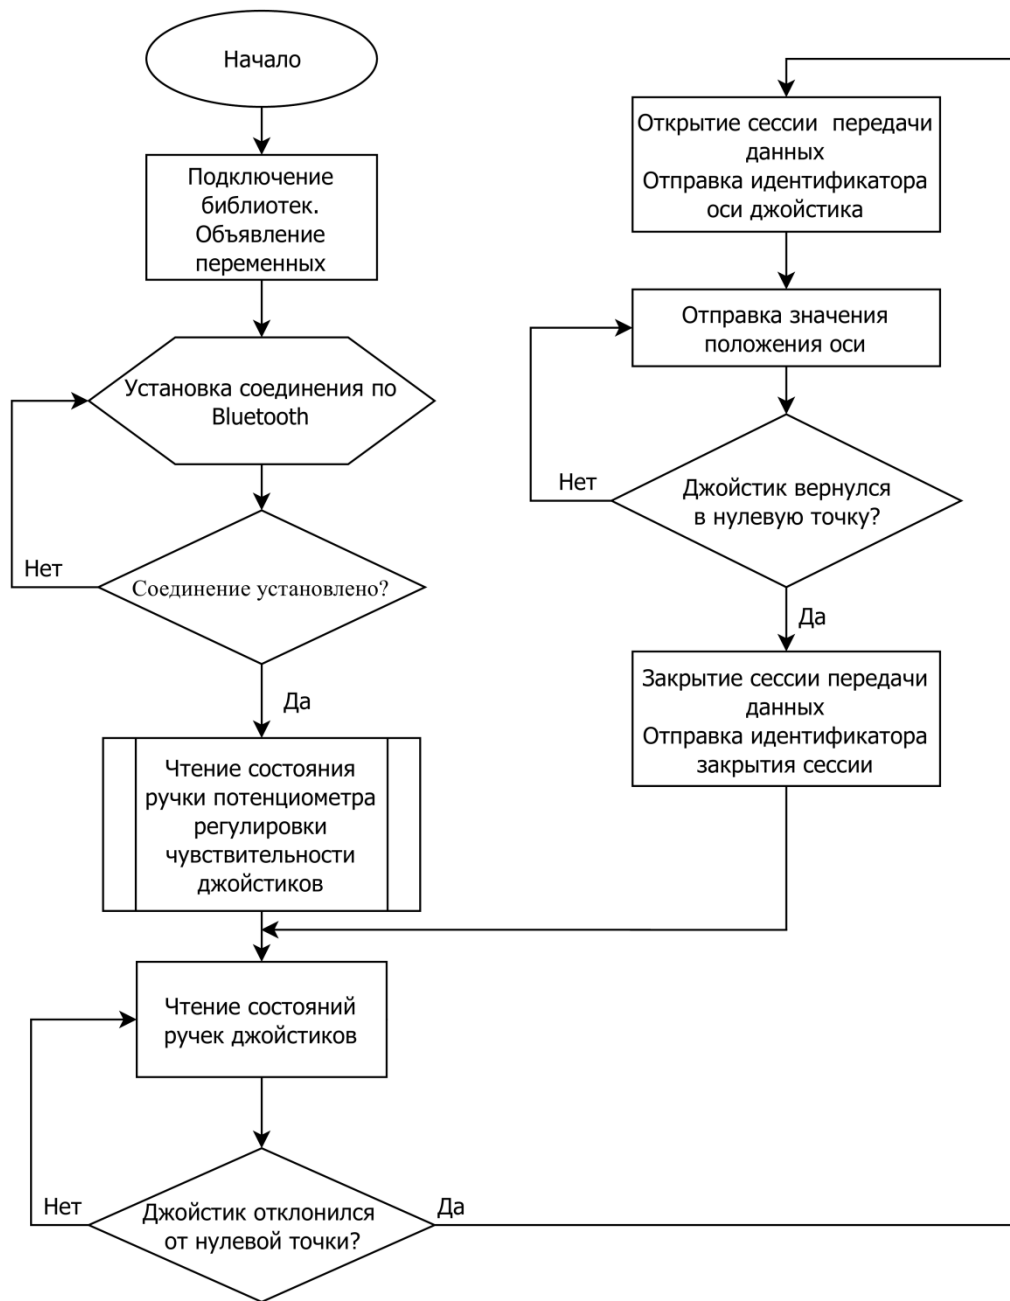 Начало
Подключение
библиотек.
Объявление
переменных
Установка соединения по
Bluetooth
Нет
Соединение установлено?
Да
Чтение состояния
ручки потенциометра
регулировки
чувствительности
джойстиков
Чтение состояний
ручек джойстиков
Нет
Джойстик отклонился
от нулевой точки?
Да
Открытие сессии передачи
данных
Отправка идентификатора
оси джойстика
Отправка значения
положения оси
Нет
Джойстик вернулся
в нулевую точку?
Да
Закрытие сессии передачи
данных
Отправка идентификатора
закрытия сессии